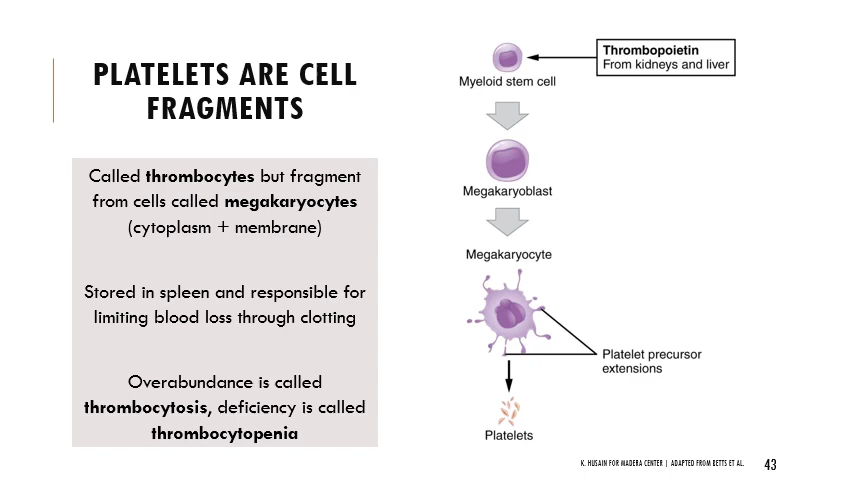 PLATELETS ARE CELL
FRAGMENTS
Called thrombocytes but fragment
from cells called megakaryocytes
(cytoplasm + membrane)
Stored in spleen and responsible for
limiting blood loss through clotting
Overabundance is called
thrombocytosis, deficiency is called
thrombocytopenia
Thrombopoietin
From kidneys and liver
Myeloid stem cell
Megakaryoblast
Megakaryocyte
Platelet precursor
extensions
Platelets
K. HUSAIN FOR MADERA CENTER | ADAPTED FROM BETTS ET AL.
43